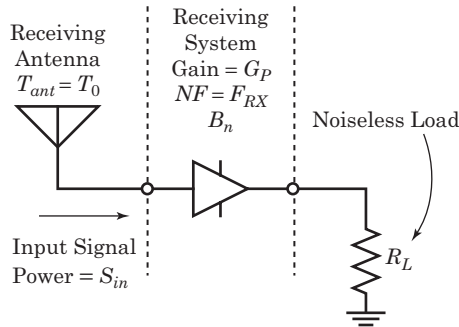 Receiving
Antenna
T_ant = T_0
Receiving
System
Gain = G_P
NF = F_RX
B_n
Noiseless Load
Input Signal
Power = S_in
R_L